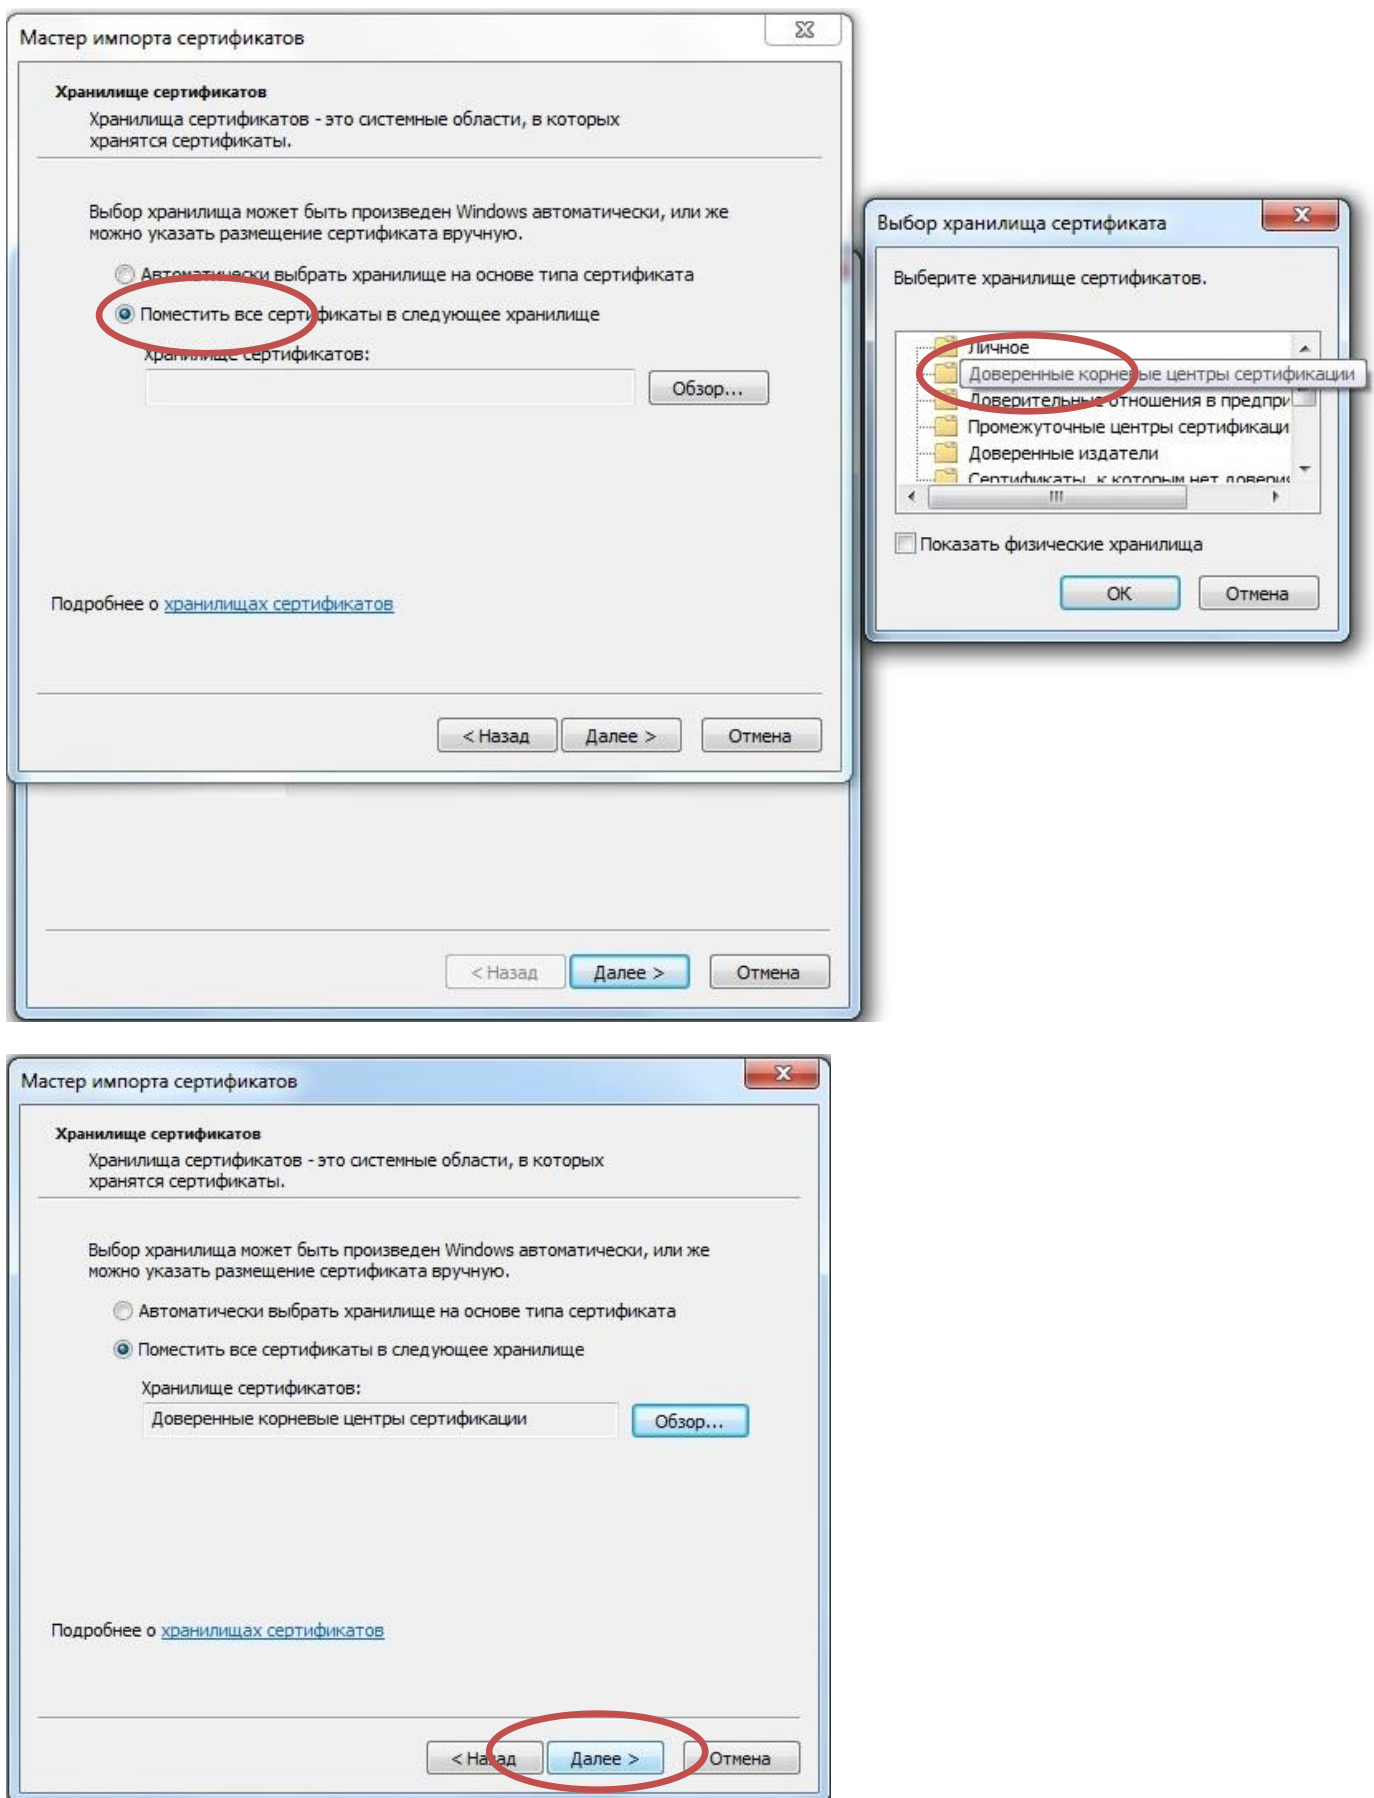 Мастер импорта сертификатов
Хранилище сертификатов
Хранилища сертификатов - это системные области, в которых
хранятся сертификаты.
Выбор хранилища может быть произведен Windows автоматически, или же
можно указать размещение сертификата вручную.
Автоматически выбрать хранилище на основе типа сертификата
Поместить все сертификаты в следующее хранилище
Хранилище сертификатов:
Обзор...
Подробнее о хранилищах сертификатов
< Назад Далее > Отмена
< Назад Далее > Отмена
Выбор хранилища сертификата
Выберите хранилище сертификатов.
Личное
Доверенные корневые центры сертификации
Доверительные отношения в предпри
Промежуточные центры сертификаци
Доверенные издатели
Сертификаты, к которым нет доверия
Показать физические хранилища
ОК Отмена
Мастер импорта сертификатов
Хранилище сертификатов
Хранилища сертификатов - это системные области, в которых
хранятся сертификаты.
Выбор хранилища может быть произведен Windows автоматически, или же
можно указать размещение сертификата вручную.
Автоматически выбрать хранилище на основе типа сертификата
Поместить все сертификаты в следующее хранилище
Хранилище сертификатов:
Доверенные корневые центры сертификации Обзор...
Подробнее о хранилищах сертификатов
< Назад Далее > Отмена